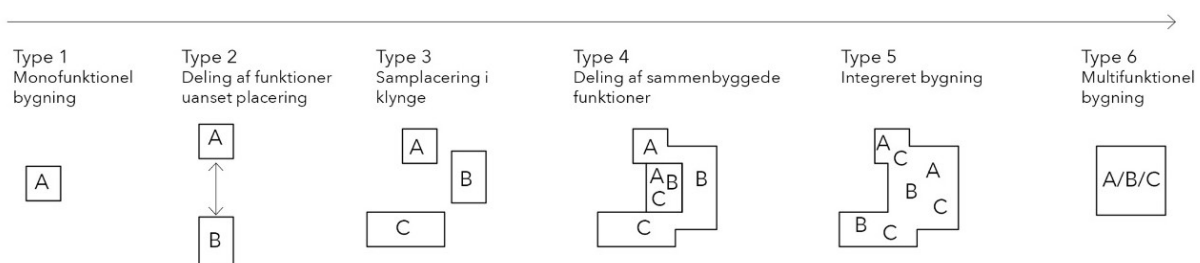 Type 1
Monofunktionel
bygning
A
Type 2
Deling af funktioner
uanset placering
A
B
Type 3
Samplacering i
klynge
A
B
C
Type 4
Deling af sammenbyggede
funktioner
A
A B
C
B
C
Type 5
Integreret bygning
A
C
A
B
C
B
C
Type 6
Multifunktionel
bygning
A/B/C